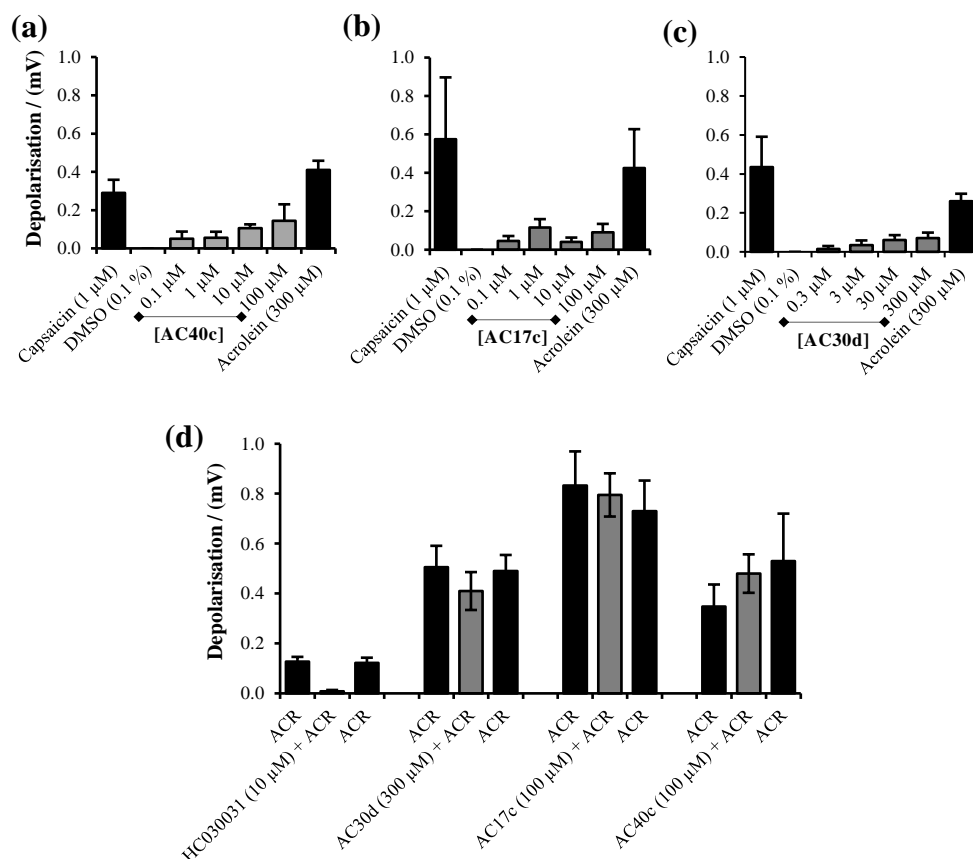 (a)
Depolarisation / (mV)
1.0
0.8
0.6
0.4
0.2
0.0
Capsaicin (1 μM)
DMSO (0.1 %)
0.1 μM
1 μM
10 μM
100 μM
Acrolein (300 μM)
[AC40c]
(b)
1.0
0.8
0.6
0.4
0.2
0.0
Capsaicin (1 μM)
DMSO (0.1 %)
0.1 μM
1 μM
10 μM
100 μM
Acrolein (300 μM)
[AC17c]
(c)
1.0
0.8
0.6
0.4
0.2
0.0
Capsaicin (1 μM)
DMSO (0.1 %)
0.3 μM
3 μM
30 μM
300 μM
Acrolein (300 μM)
[AC30d]
(d)
Depolarisation / (mV)
1.0
0.8
0.6
0.4
0.2
0.0
ACR
HC030031 (10 μM) + ACR
ACR
ACR
AC30d (300 μM) + ACR
ACR
ACR
AC17c (100 μM) + ACR
ACR
ACR
AC40c (100 μM) + ACR
ACR